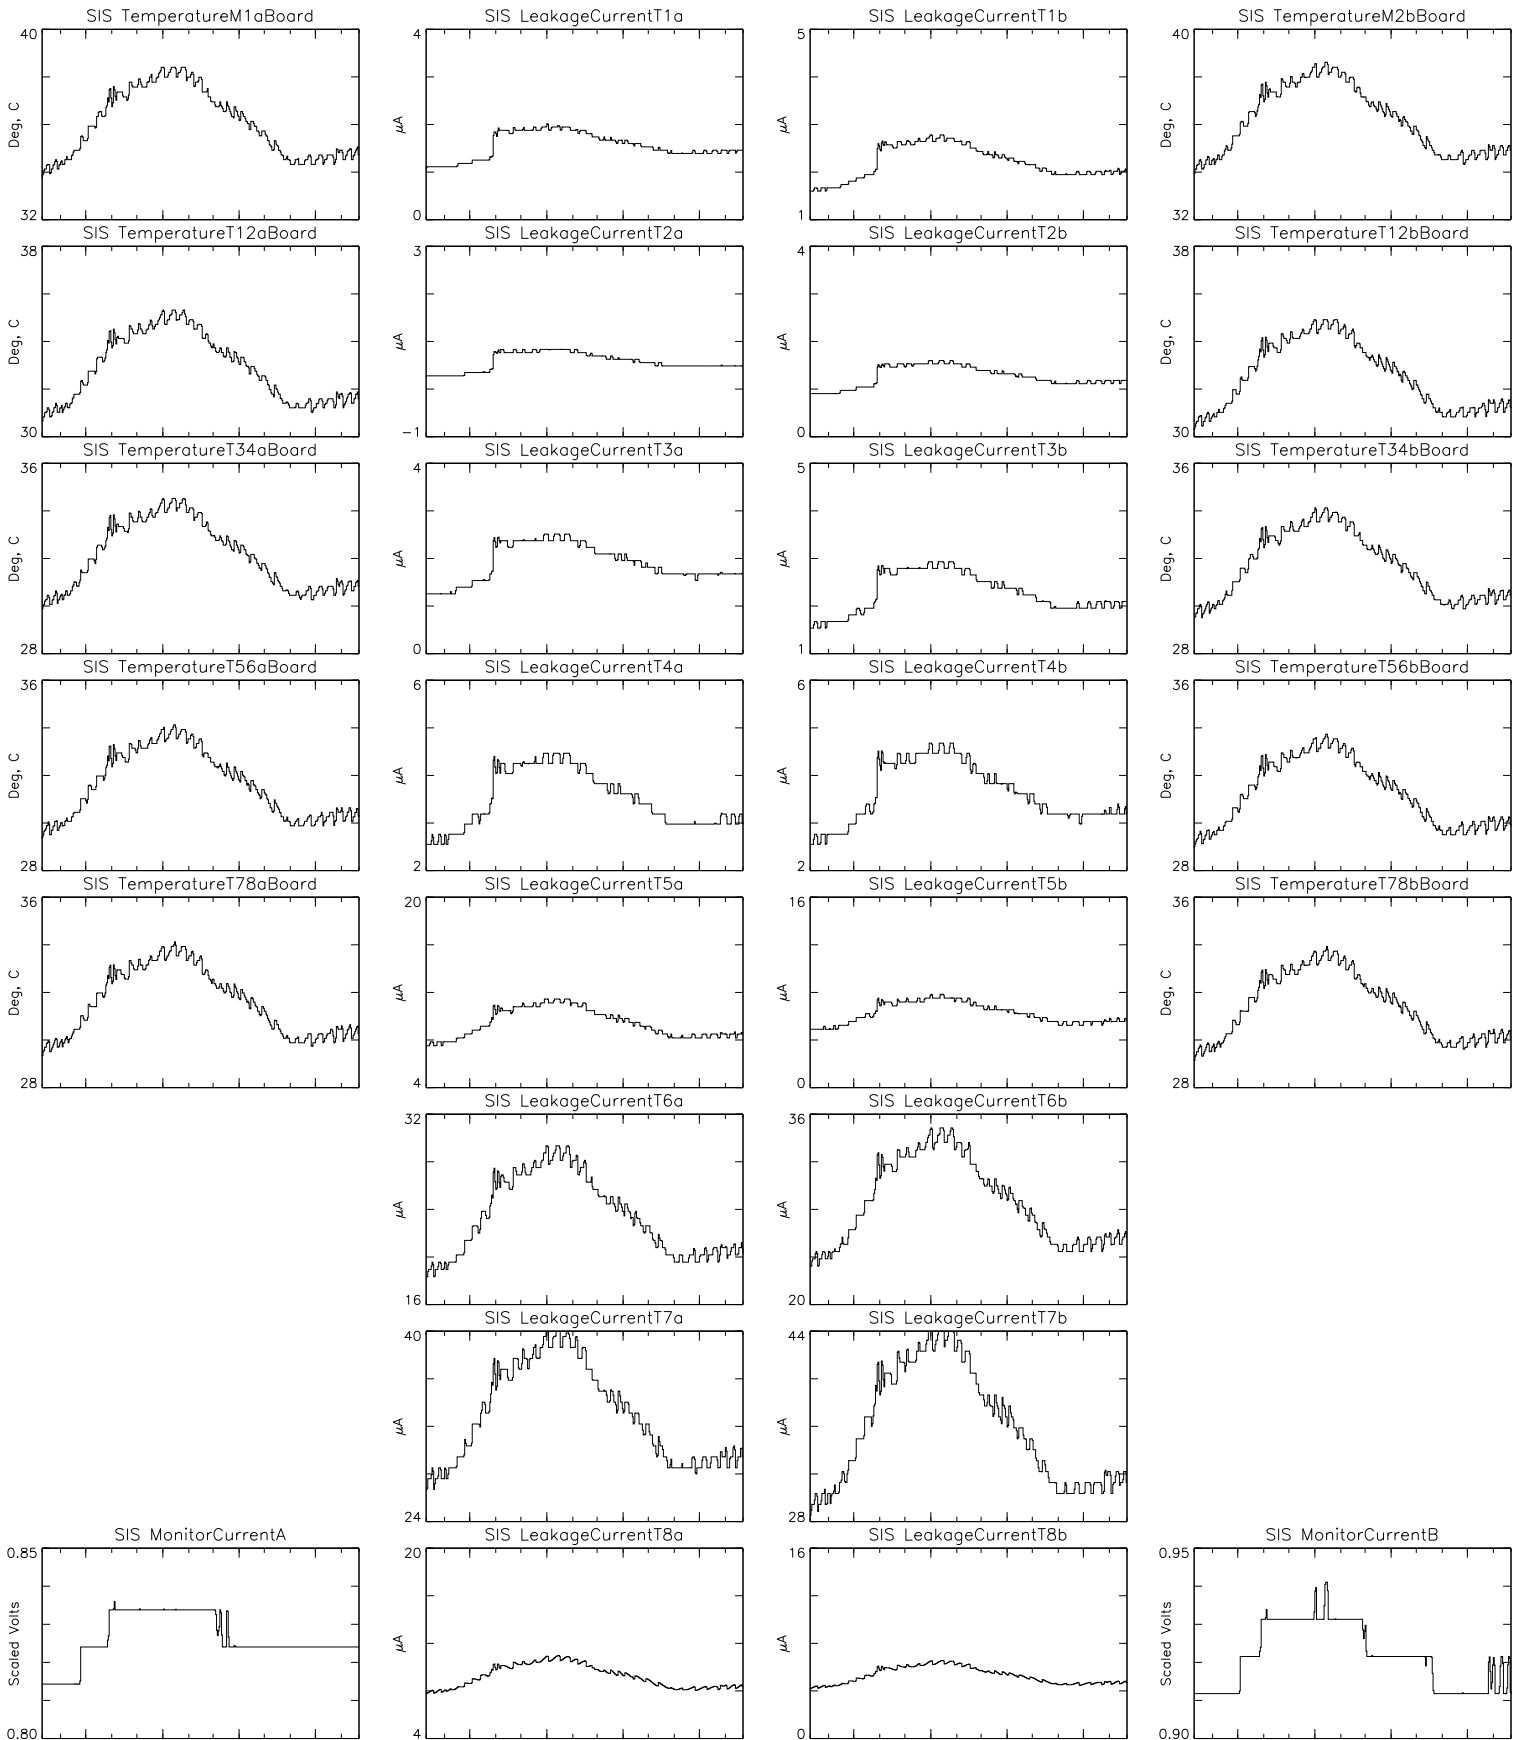 SIS TemperatureM1aBoard SIS LeakageCurrentT1a SIS LeakageCurrentT1b SIS TemperatureM2bBoard
40 4 5 40
Deg, C μA μA Deg, C
32 0 1 32
SIS TemperatureT12aBoard SIS LeakageCurrentT2a SIS LeakageCurrentT2b SIS TemperatureT12bBoard
38 3 4 38
Deg, C μA μA Deg, C
30 -1 0 30
SIS TemperatureT34aBoard SIS LeakageCurrentT3a SIS LeakageCurrentT3b SIS TemperatureT34bBoard
36 4 5 36
Deg, C μA μA Deg, C
28 0 1 28
SIS TemperatureT56aBoard SIS LeakageCurrentT4a SIS LeakageCurrentT4b SIS TemperatureT56bBoard
36 6 6 36
Deg, C μA μA Deg, C
28 2 2 28
SIS TemperatureT78aBoard SIS LeakageCurrentT5a SIS LeakageCurrentT5b SIS TemperatureT78bBoard
36 20 16 36
Deg, C μA μA Deg, C
28 4 0 28
SIS LeakageCurrentT6a SIS LeakageCurrentT6b
32 36
μA μA
16 20
SIS LeakageCurrentT7a SIS LeakageCurrentT7b
40 44
μA μA
24 28
SIS MonitorCurrentA SIS LeakageCurrentT8a SIS LeakageCurrentT8b SIS MonitorCurrentB
0.85 20 16 0.95
Scaled Volts μA μA Scaled Volts
0.80 4 0 0.90